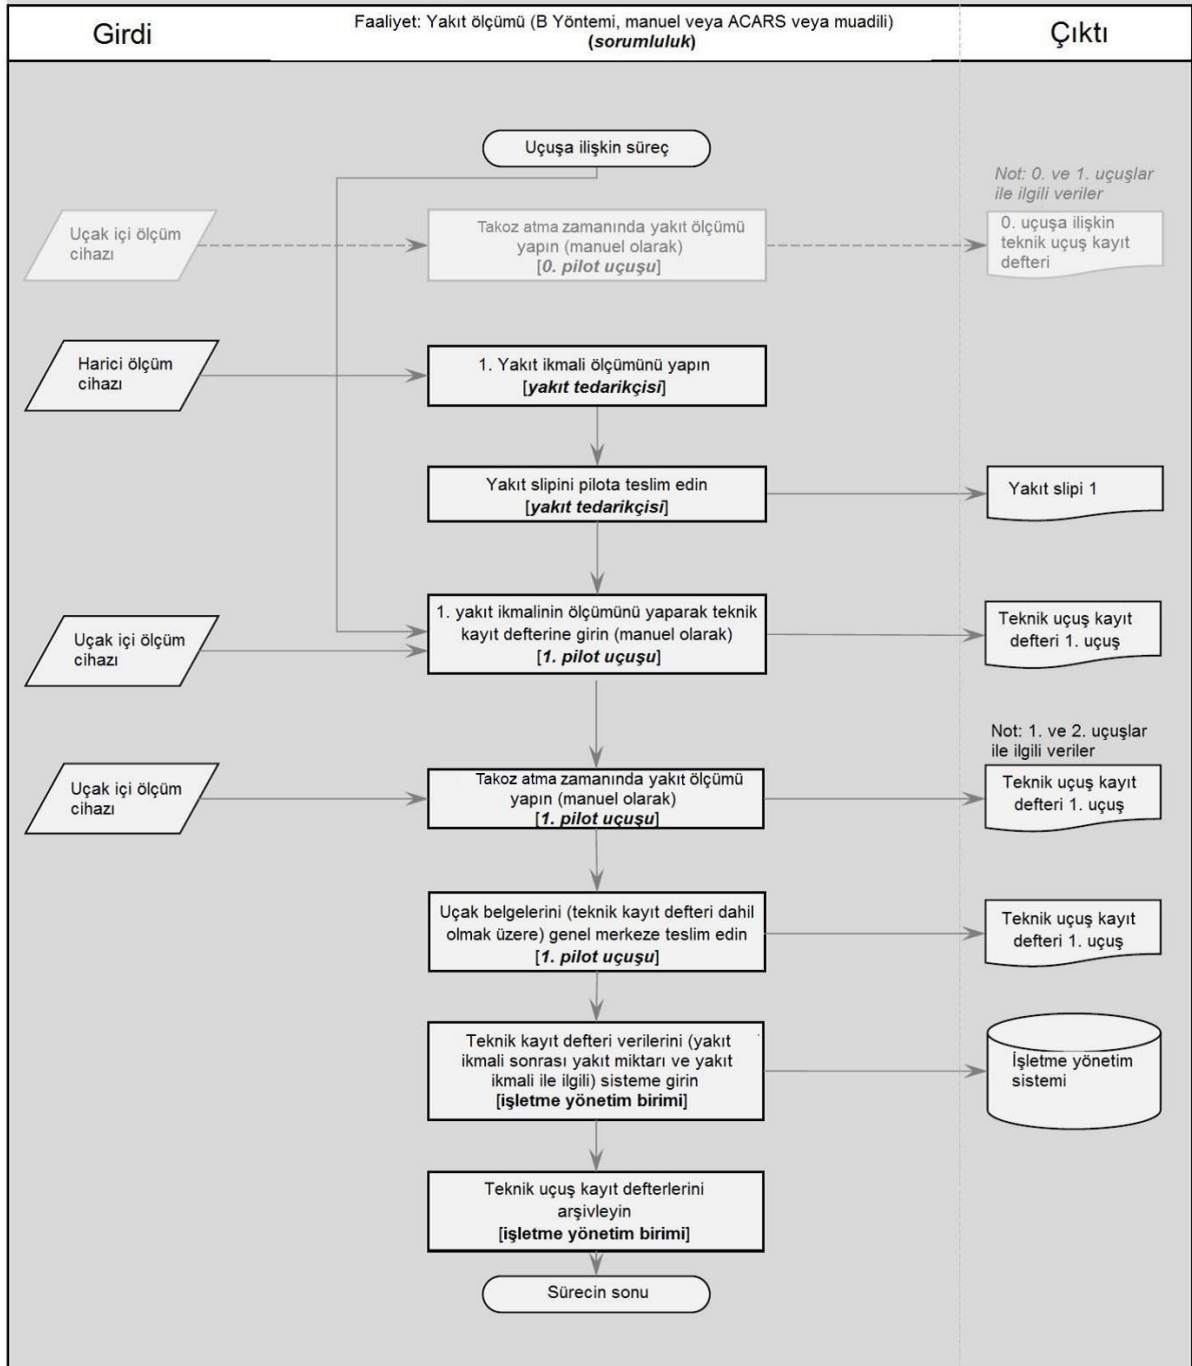 Girdi
Faaliyet: Yakıt ölçümü (B Yöntemi, manuel veya ACARS veya muadili)
(sorumluluk)
Çıktı
Uçuşa ilişkin süreç
Not: 0. ve 1. uçuşlar
ile ilgili veriler
Uçak içi ölçüm
cihazı
Takoz atma zamanında yakıt ölçümü
yapın (manuel olarak)
[0. pilot uçuşu]
0. uçuşa ilişkin
teknik uçuş kayıt
defteri
Harici ölçüm
cihazı
1. Yakıt ikmali ölçümünü yapın
[yakıt tedarikçisi]
Yakıt slipini pilota teslim edin
[yakıt tedarikçisi]
Yakıt slipi 1
Uçak içi ölçüm
cihazı
1. yakıt ikmalinin ölçümünü yaparak teknik
kayıt defterine girin (manuel olarak)
[1. pilot uçuşu]
Teknik uçuş kayıt
defteri 1. uçuş
Not: 1. ve 2. uçuşlar
ile ilgili veriler
Uçak içi ölçüm
cihazı
Takoz atma zamanında yakıt ölçümü
yapın (manuel olarak)
[1. pilot uçuşu]
Teknik uçuş kayıt
defteri 1. uçuş
Uçak belgelerini (teknik kayıt defteri dahil
olmak üzere) genel merkeze teslim edin
[1. pilot uçuşu]
Teknik uçuş kayıt
defteri 1. uçuş
Teknik kayıt defteri verilerini (yakıt
ikmali sonrası yakıt miktarı ve yakıt
ikmali ile ilgili) sisteme girin
[işletme yönetim birimi]
İşletme yönetim
sistemi
Teknik uçuş kayıt defterlerini
arşivleyin
[işletme yönetim birimi]
Sürecin sonu